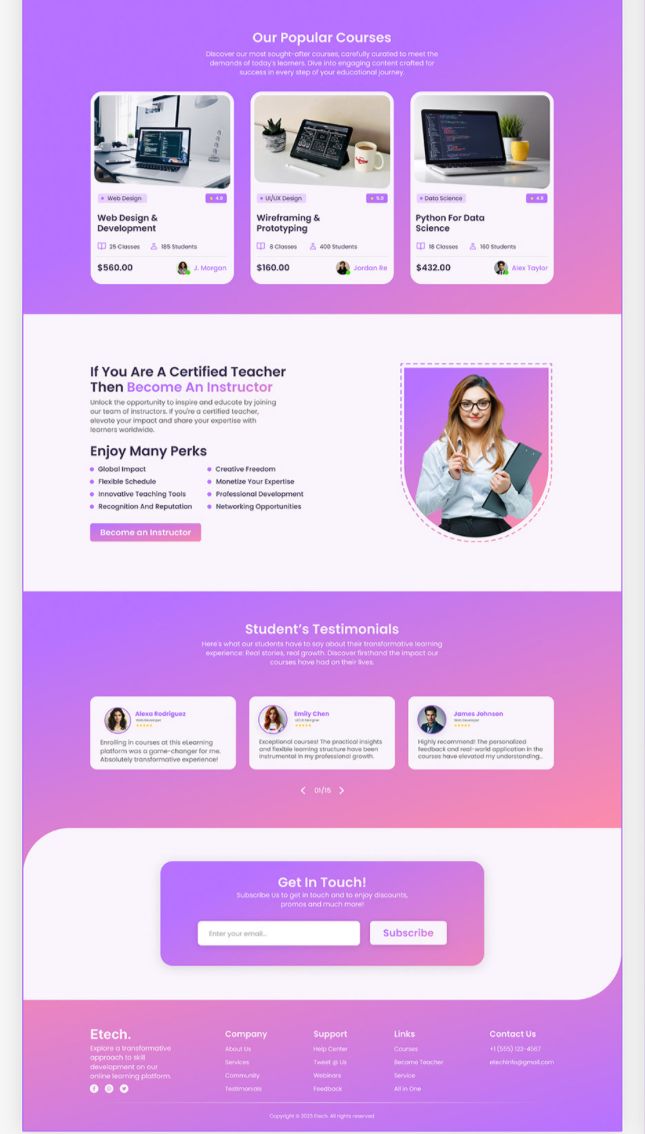 Our Popular Courses
Discover our most sought-after courses, carefully curated to meet the
demands of today's learners. Dive into engaging content crafted for
success in every step of your educational journey.
Web Design
4.9
UI/UX Design
5.0
Data Science
4.9
Web Design &
Development
Wireframing &
Prototyping
Python For Data
Science
25 Classes
185 Students
8 Classes
400 Students
18 Classes
160 Students
$560.00
J. Morgan
$160.00
Jordan Re
$432.00
Alex Taylor
If You Are A Certified Teacher
Then Become An Instructor
Unlock the opportunity to inspire and educate by joining
our team of instructors. If you're a certified teacher,
elevate your impact and share your expertise with
learners worldwide.
Enjoy Many Perks
Global Impact
Creative Freedom
Flexible Schedule
Monetize Your Expertise
Innovative Teaching Tools
Professional Development
Recognition And Reputation
Networking Opportunities
Become an Instructor
Student's Testimonials
Here's what our students have to say about their transformative learning
experience: Real stories, real growth. Discover firsthand the impact our
courses have had on their lives.
Alexa Rodriguez
Web Developer
Enrolling in courses at this eLearning
platform was a game-changer for me.
Absolutely transformative experience!
Emily Chen
UI/UX Designer
Exceptional courses! The practical insights
and flexible learning structure have been
instrumental in my professional growth.
James Johnson
Web Developer
Highly recommend! The personalized
feedback and real-world application in the
courses have elevated my understanding...
01/15
Get In Touch!
Subscribe Us to get in touch and to enjoy discounts,
promos and much more!
Enter your email...
Subscribe
Etech.
Explore a transformative
approach to skill
development on our
online learning platform.
Company
About Us
Services
Community
Testimonials
Support
Help Center
Tweet @ Us
Webinars
Feedback
Links
Courses
Become Teacher
Service
All in One
Contact Us
+1 (555) 123-4567
etechinfo@gmail.com
Copyright © 2023 Etech. All rights reserved